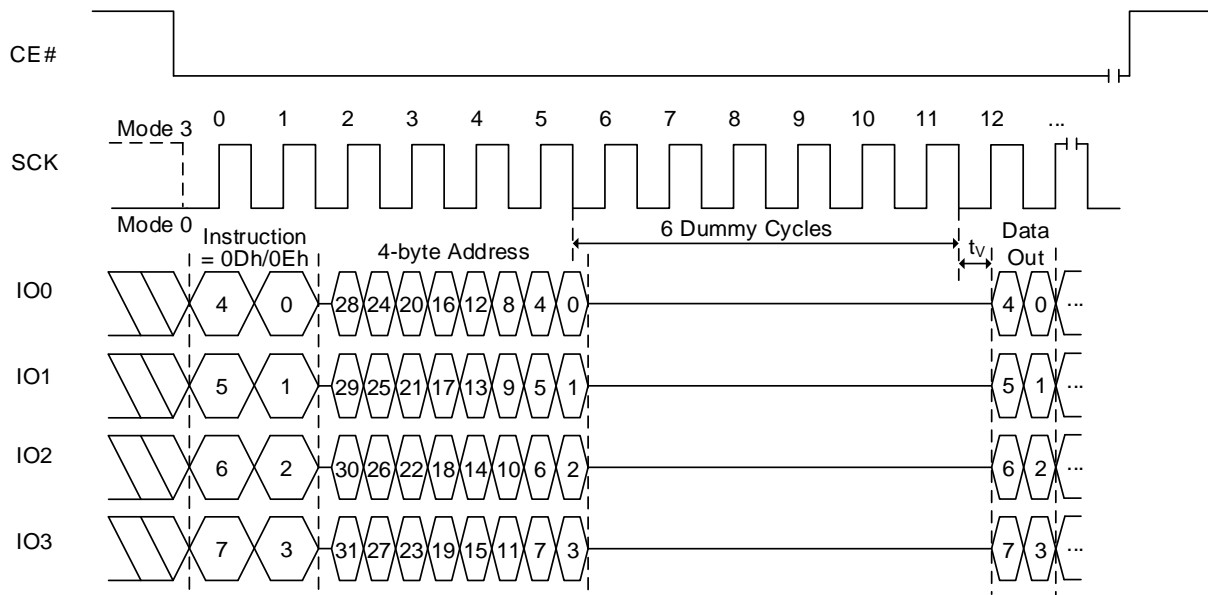 CE#
0 1 2 3 4 5 6 7 8 9 10 11 12 ...
Mode 3
SCK
Mode 0
Instruction
= 0Dh/0Eh
4-byte Address
6 Dummy Cycles
tV
Data
Out
IO0 4 0 28 24 20 16 12 8 4 0 4 0 ...
IO1 5 1 29 25 21 17 13 9 5 1 5 1 ...
IO2 6 2 30 26 22 18 14 10 6 2 6 2 ...
IO3 7 3 31 27 23 19 15 11 7 3 7 3 ...